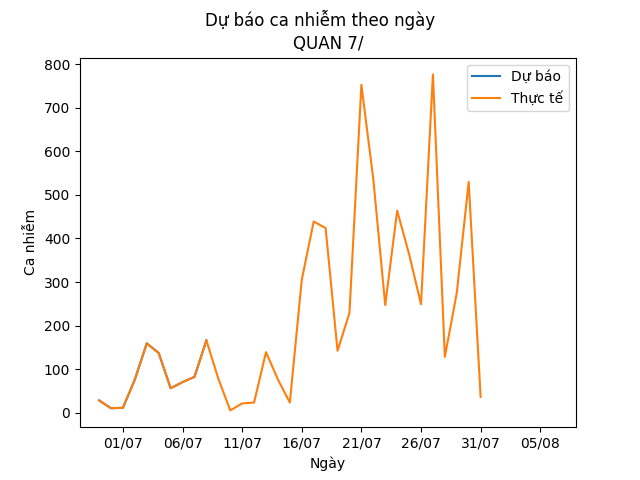 Dự báo ca nhiễm theo ngày
QUAN 7/
Dự báo
Thực tế
Ca nhiễm
800
700
600
500
400
300
200
100
0
01/07 06/07 11/07 16/07 21/07 26/07 31/07 05/08
Ngày